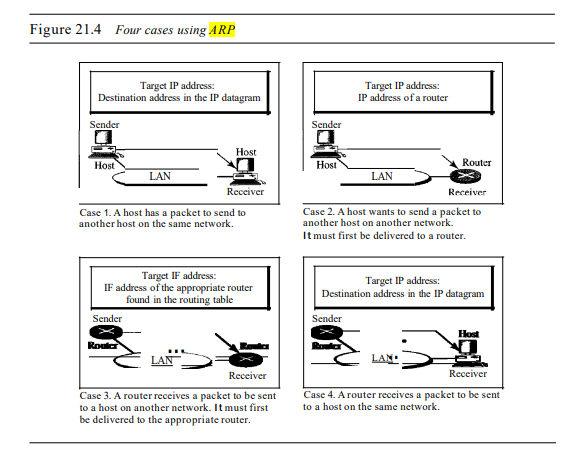 Figure 21.4 Four cases using ARP
Target IP address:
Destination address in the IP datagram
Sender
Host
Host
LAN
Receiver
Case 1. A host has a packet to send to
another host on the same network.
Target IP address:
IP address of a router
Sender
Host
Router
LAN
Receiver
Case 2. A host wants to send a packet to
another host on another network.
It must first be delivered to a router.
Target IF address:
IF address of the appropriate router
found in the routing table
Sender
Router
Router
LAN
Receiver
Case 3. A router receives a packet to be sent
to a host on another network. It must first
be delivered to the appropriate router.
Target IP address:
Destination address in the IP datagram
Sender
Router
Host
LAN
Receiver
Case 4. A router receives a packet to be sent
to a host on the same network.